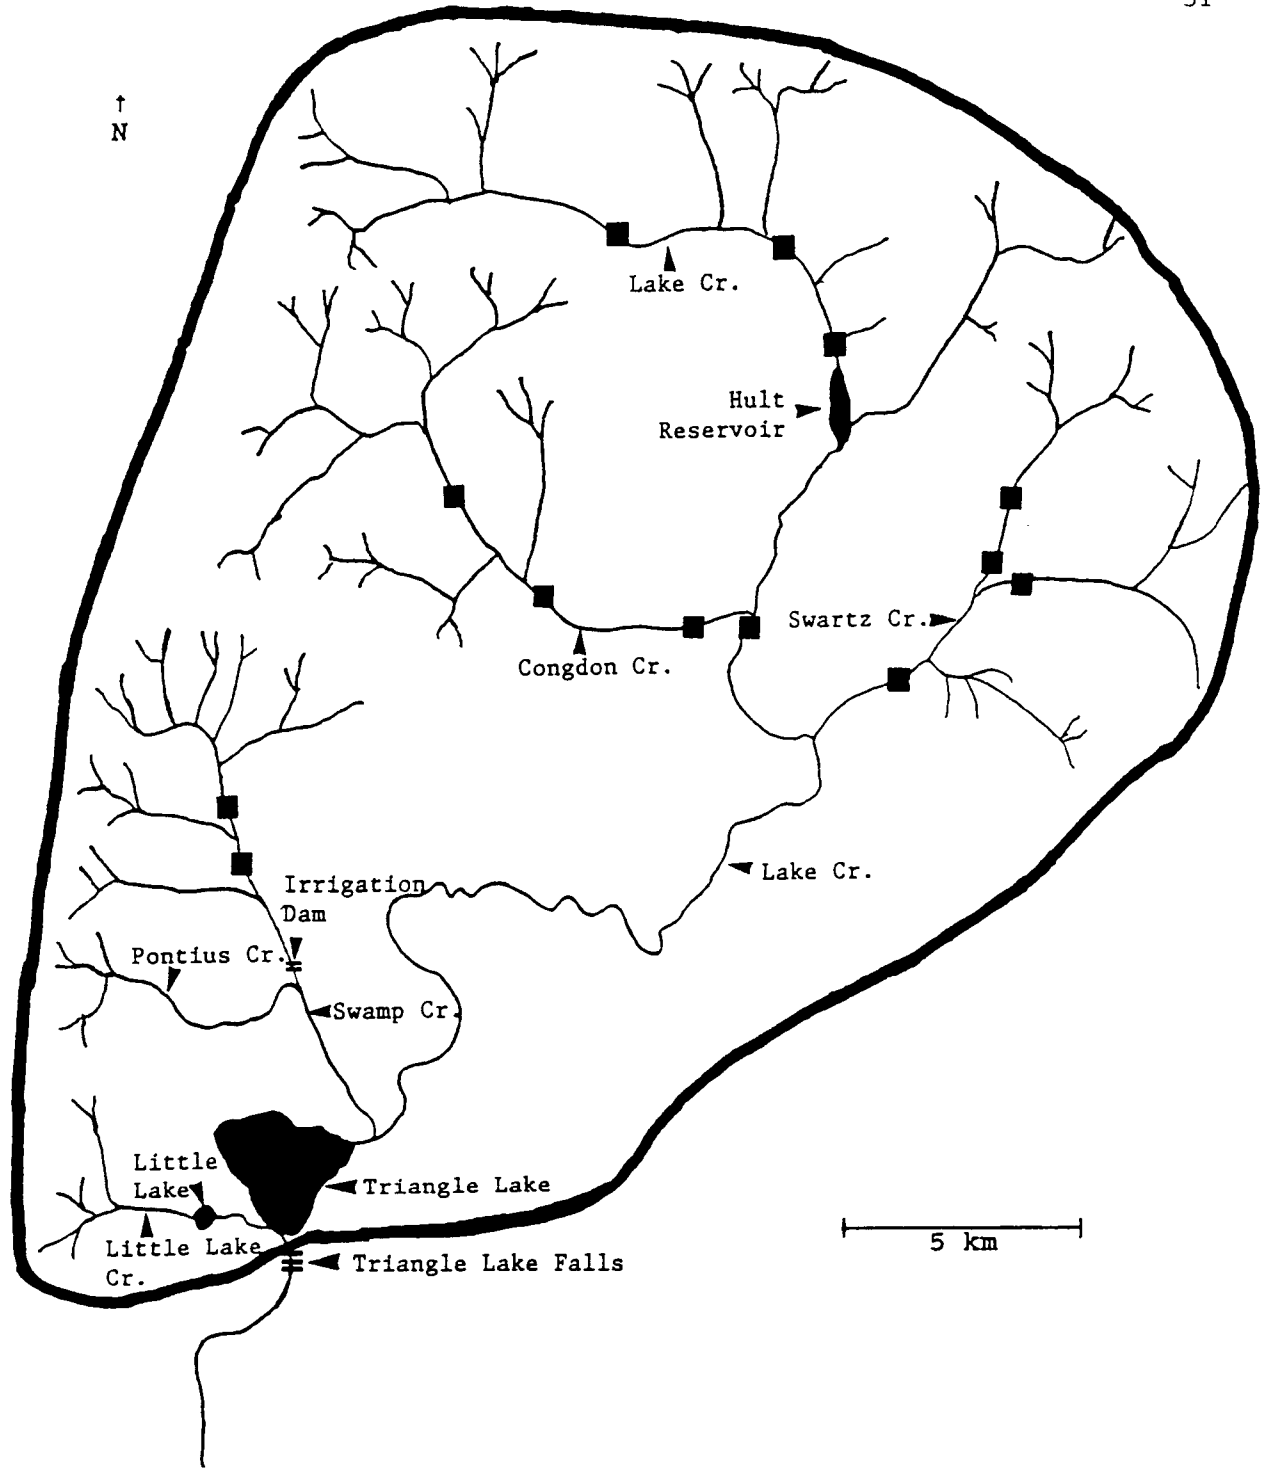 ↑
N
Lake Cr.
Hult
Reservoir
Swartz Cr.
Congdon Cr.
Lake Cr.
Irrigation
Dam
Pontius Cr.
Swamp Cr.
Little
Lake
Triangle Lake
Little Lake
Cr.
Triangle Lake Falls
5 km